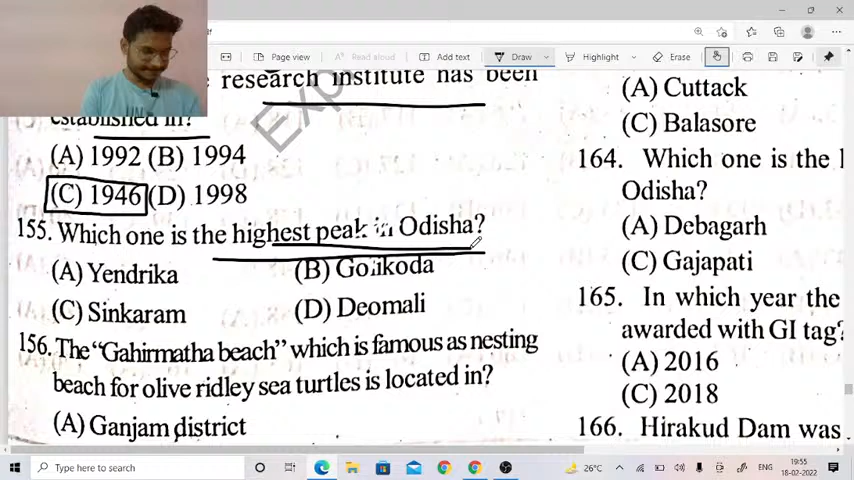 df
Page view
Read aloud
Add text
Draw
Highlight
Erase
research institute has been
established in?
(A) 1992 (B) 1994
(C) 1946 (D) 1998
155. Which one is the highest peak in Odisha?
(A) Yendrika (B) Golikoda
(C) Sinkaram (D) Deomali
156. The “Gahirmatha beach” which is famous as nesting
beach for olive ridley sea turtles is located in?
(A) Ganjam district
(A) Cuttack
(C) Balasore
164. Which one is the
Odisha?
(A) Debagarh
(C) Gajapati
165. In which year the
awarded with GI tag?
(A) 2016
(C) 2018
166. Hirakud Dam was
Exp
Type here to search
26°C
ENG
19:55
18-02-2022